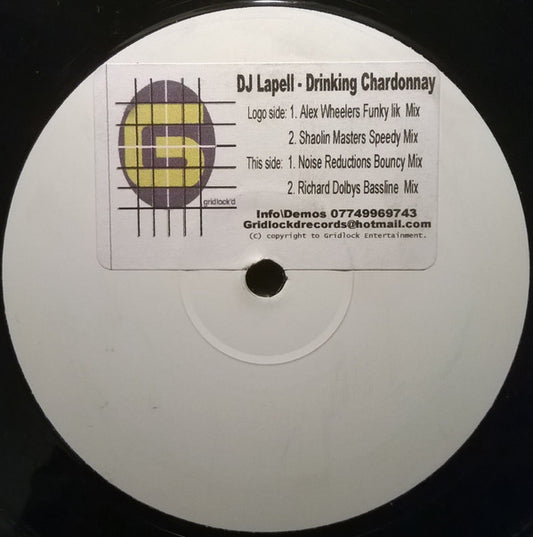 DJ Lapell - Drinking Chardonnay
Logo side: 1. Alex Wheelers Funky lik Mix
2. Shaolin Masters Speedy Mix
This side: 1. Noise Reductions Bouncy Mix
2. Richard Dolbys Bassline Mix
G
gridlock'd
Info\Demos 07749969743
Gridlockdrecords@hotmail.com
(C) copyright to Gridlock Entertainment.